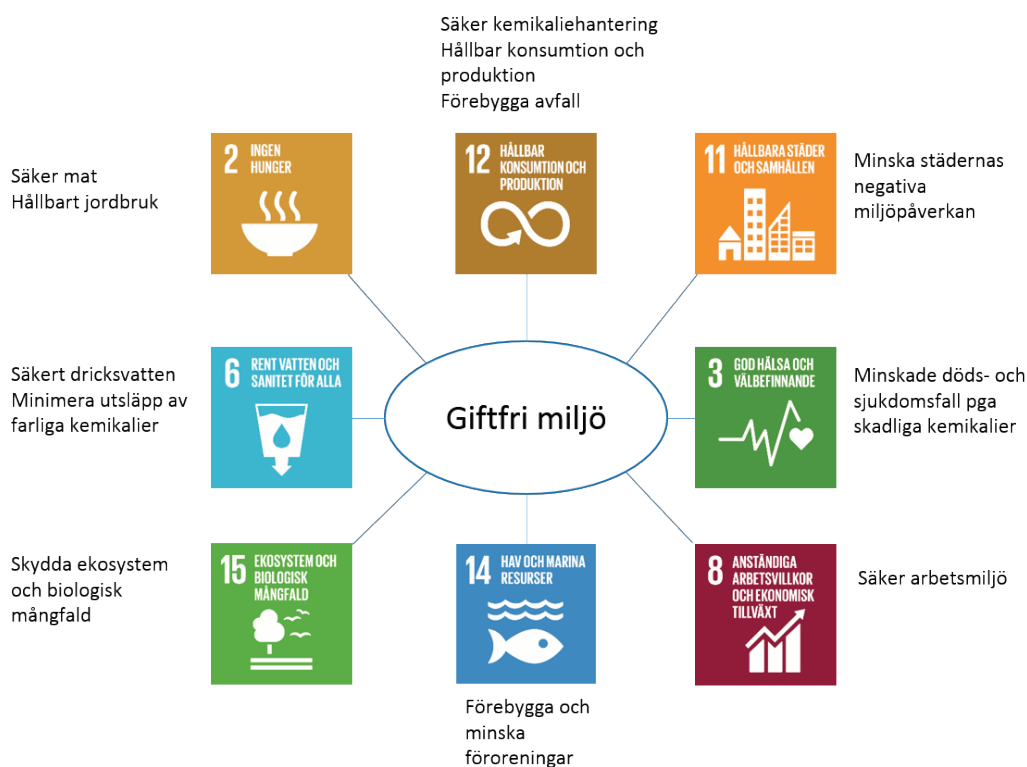 Säker kemikaliehantering
Hållbar konsumtion och
produktion
Förebygga avfall
Säker mat
Hållbart jordbruk
2 INGEN
HUNGER
12 HÅLLBAR
KONSUMTION OCH
PRODUKTION
11 HÅLLBARA STÄDER
OCH SAMHÄLLEN
Minska städernas
negativa
miljöpåverkan
Säkert dricksvatten
Minimera utsläpp av
farliga kemikalier
6 RENT VATTEN OCH
SANITET FÖR ALLA
Giftfri miljö
3 GOD HÄLSA OCH
VÄLBEFINNANDE
Minskade döds- och
sjukdomsfall pga
skadliga kemikalier
Skydda ekosystem
och biologisk
mångfald
15 EKOSYSTEM OCH
BIOLOGISK
MÅNGFALD
14 HAV OCH MARINA
RESURSER
8 ANSTÄNDIGA
ARBETSVILLKOR
OCH EKONOMISK
TILLVÄXT
Säker arbetsmiljö
Förebygga och
minska
föroreningar